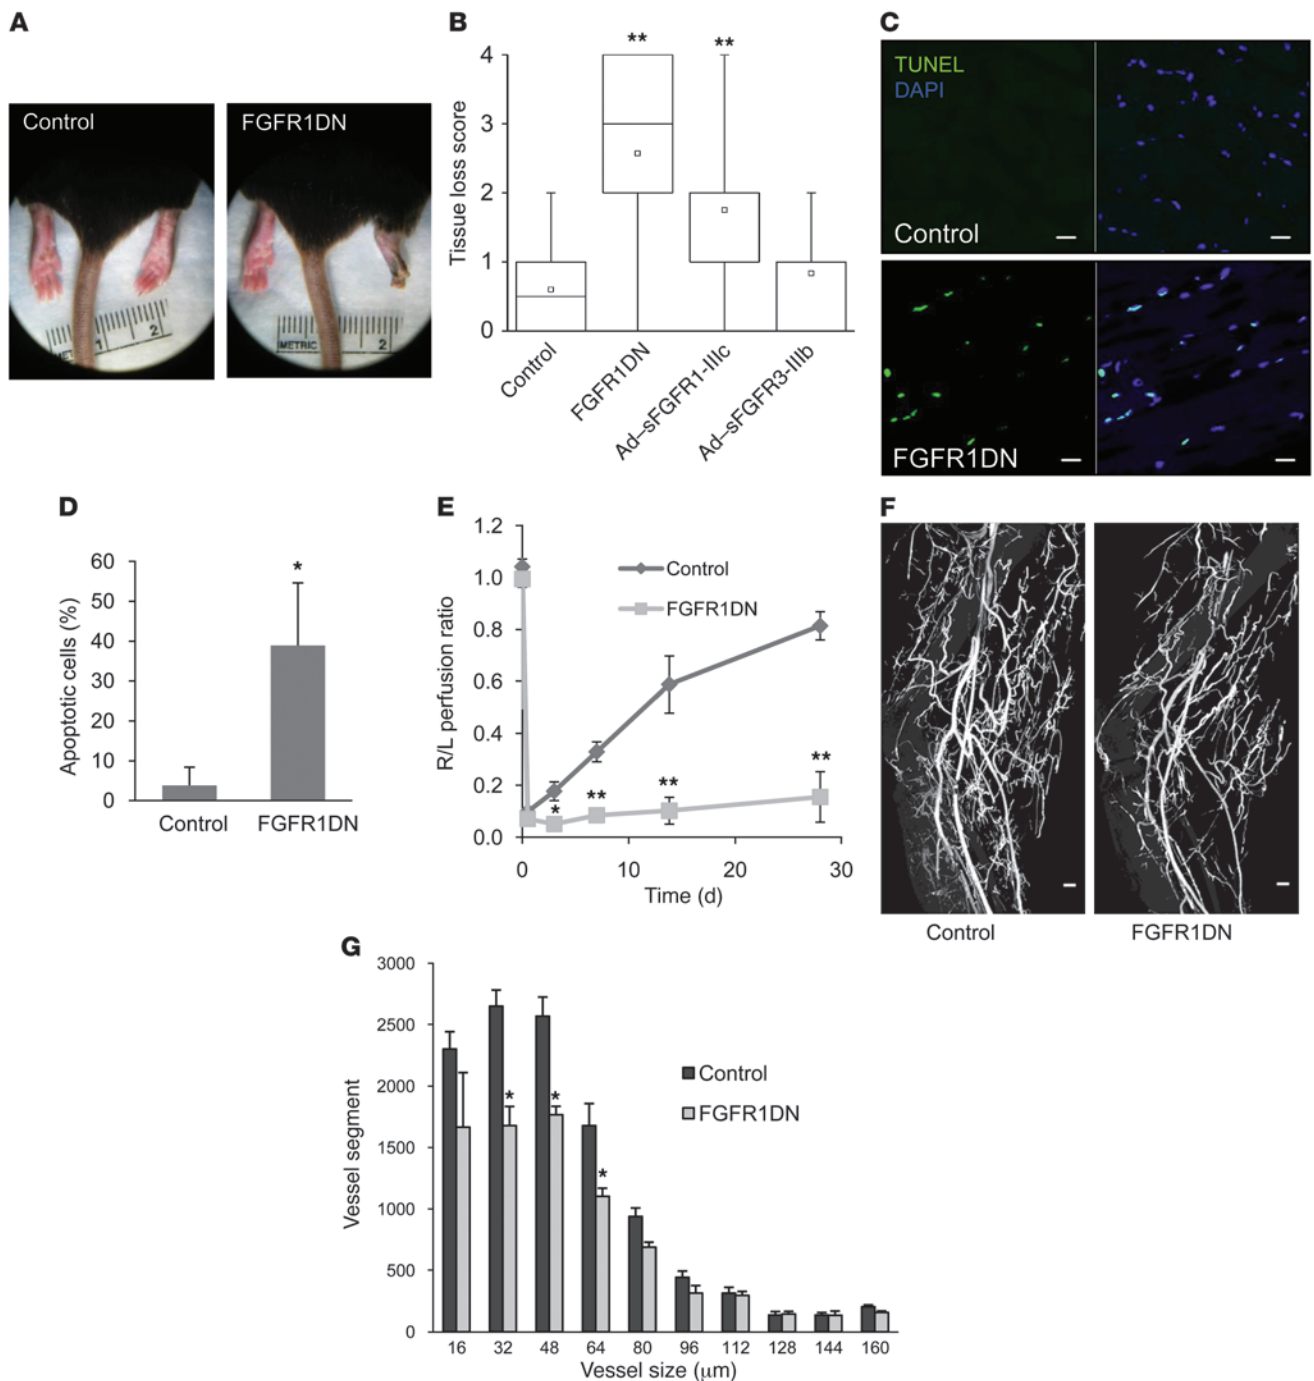 A
Control
FGFR1DN
METRIC
1
2
METRIC
2
B
**
**
4
3
2
1
0
Tissue loss score
Control
FGFR1DN
Ad–sFGFR1-IIIc
Ad–sFGFR3-IIIb
C
TUNEL
DAPI
Control
FGFR1DN
D
60
50
40
30
20
10
0
*
Apoptotic cells (%)
Control
FGFR1DN
E
1.2
1.0
0.8
0.6
0.4
0.2
0.0
R/L perfusion ratio
Control
FGFR1DN
*
**
**
**
0
10
20
30
Time (d)
F
Control
FGFR1DN
G
3000
2500
2000
1500
1000
500
0
Vessel segment
*
*
*
Control
FGFR1DN
16
32
48
64
80
96
112
128
144
160
Vessel size (μm)